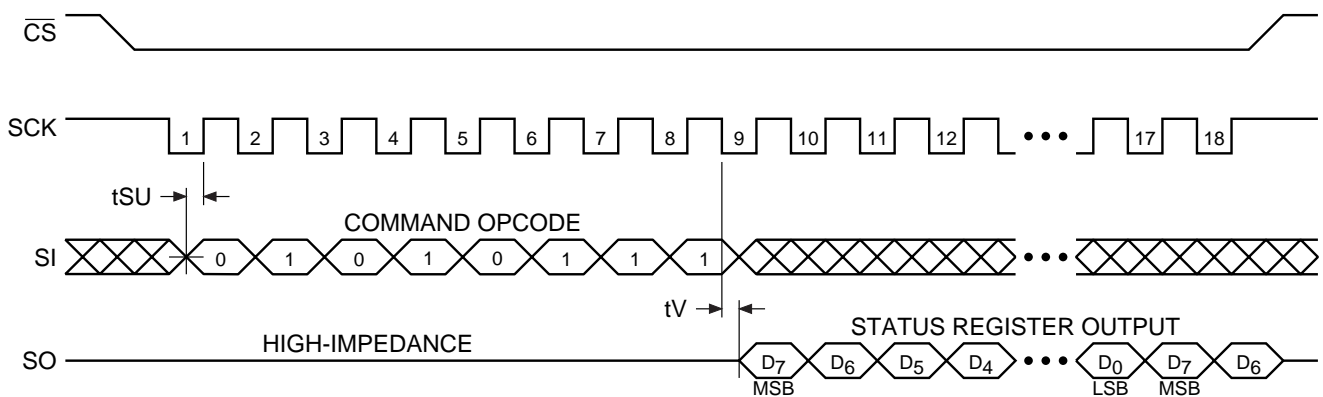 CS
SCK 1 2 3 4 5 6 7 8 9 10 11 12 17 18
tSU
COMMAND OPCODE
SI 0 1 0 1 0 1 1 1
tV
HIGH-IMPEDANCE
STATUS REGISTER OUTPUT
SO D7 D6 D5 D4 D0 D7 D6
MSB LSB MSB